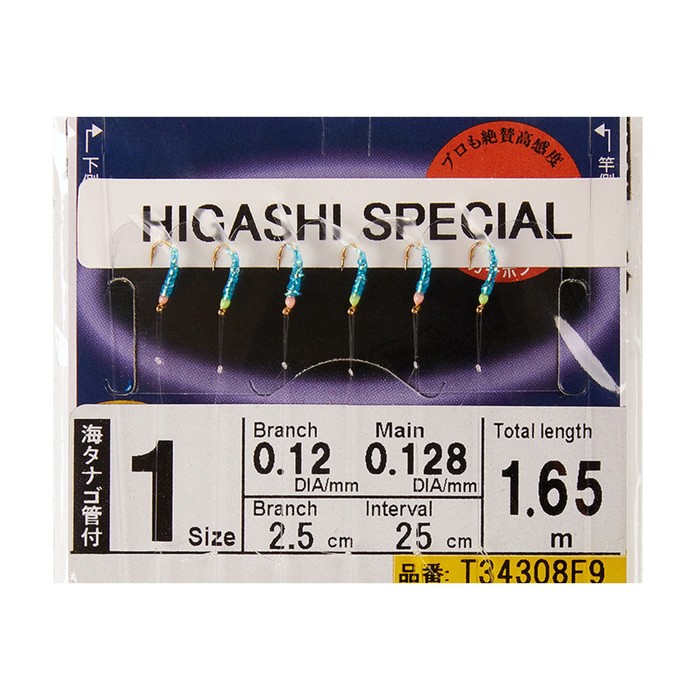 プロも絶賛高感度
下側
竿側
HIGASHI SPECIAL
海タナゴ管付
1 Size
Branch 0.12 DIA/mm
Main 0.128 DIA/mm
Branch 2.5 cm
Interval 25 cm
Total length
1.65
m
品番: T34308F9